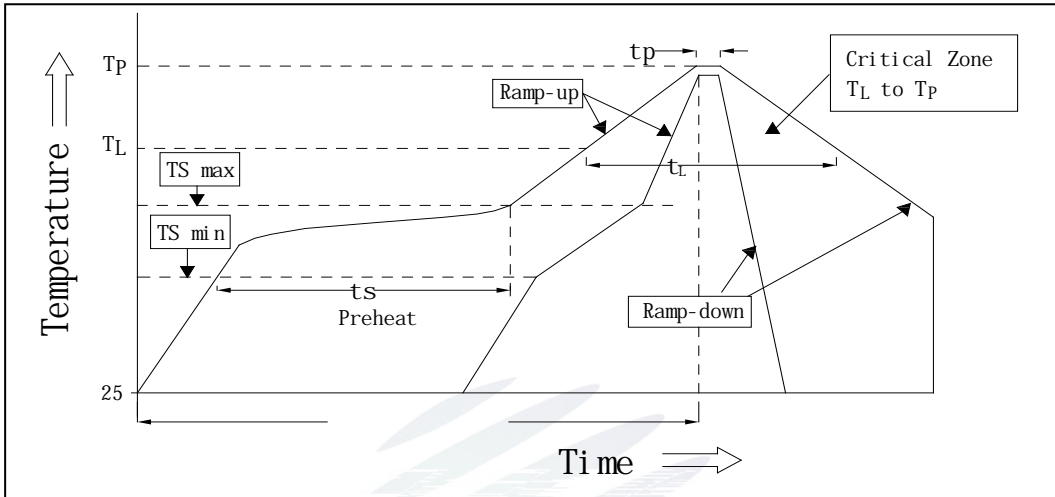 tp
Critical Zone
TL to TP
TP
Ramp-up
TL
tL
TS max
TS min
ts
Preheat
Ramp-down
Temperature
25
Time